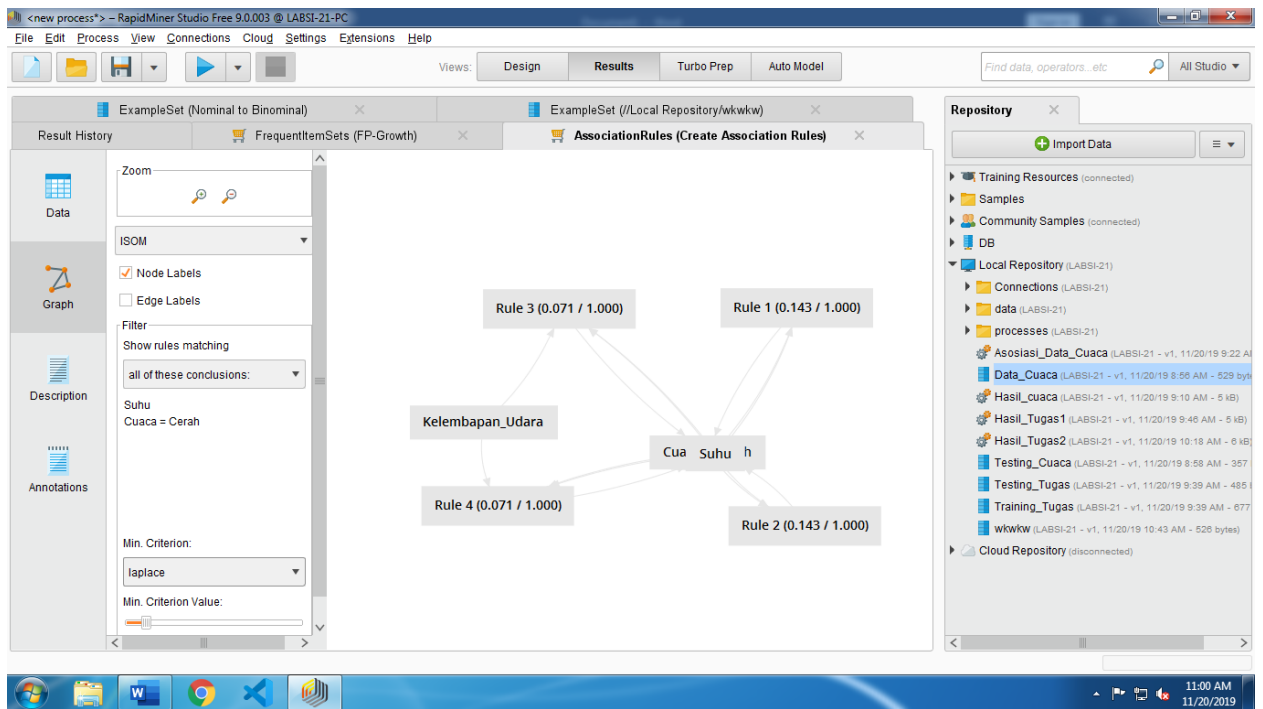 <new process*> – RapidMiner Studio Free 9.0.003 @ LABSI-21-PC
File Edit Process View Connections Cloud Settings Extensions Help
Views: Design Results Turbo Prep Auto Model
Find data, operators...etc
All Studio
ExampleSet (Nominal to Binominal)
ExampleSet (//Local Repository/wkwkw)
Result History
FrequentItemSets (FP-Growth)
AssociationRules (Create Association Rules)
Data
Graph
Description
Annotations
Zoom
ISOM
Node Labels
Edge Labels
Filter
Show rules matching
all of these conclusions:
Suhu
Cuaca = Cerah
Min. Criterion:
laplace
Min. Criterion Value:
Rule 3 (0.071 / 1.000)
Rule 1 (0.143 / 1.000)
Kelembapan_Udara
Cua Suhu h
Rule 4 (0.071 / 1.000)
Rule 2 (0.143 / 1.000)
Repository
Import Data
Training Resources (connected)
Samples
Community Samples (connected)
DB
Local Repository (LABSI-21)
Connections (LABSI-21)
data (LABSI-21)
processes (LABSI-21)
Asosiasi_Data_Cuaca (LABSI-21 - v1, 11/20/19 9:22 A
Data_Cuaca (LABSI-21 - v1, 11/20/19 8:56 AM - 529 byt
Hasil_cuaca (LABSI-21 - v1, 11/20/19 9:10 AM - 5 kB)
Hasil_Tugas1 (LABSI-21 - v1, 11/20/19 9:46 AM - 5 kB)
Hasil_Tugas2 (LABSI-21 - v1, 11/20/19 10:18 AM - 6 kB)
Testing_Cuaca (LABSI-21 - v1, 11/20/19 8:58 AM - 357
Testing_Tugas (LABSI-21 - v1, 11/20/19 9:39 AM - 485
Training_Tugas (LABSI-21 - v1, 11/20/19 9:39 AM - 677
wkwkw (LABSI-21 - v1, 11/20/19 10:43 AM - 526 bytes)
Cloud Repository (disconnected)
11:00 AM
11/20/2019